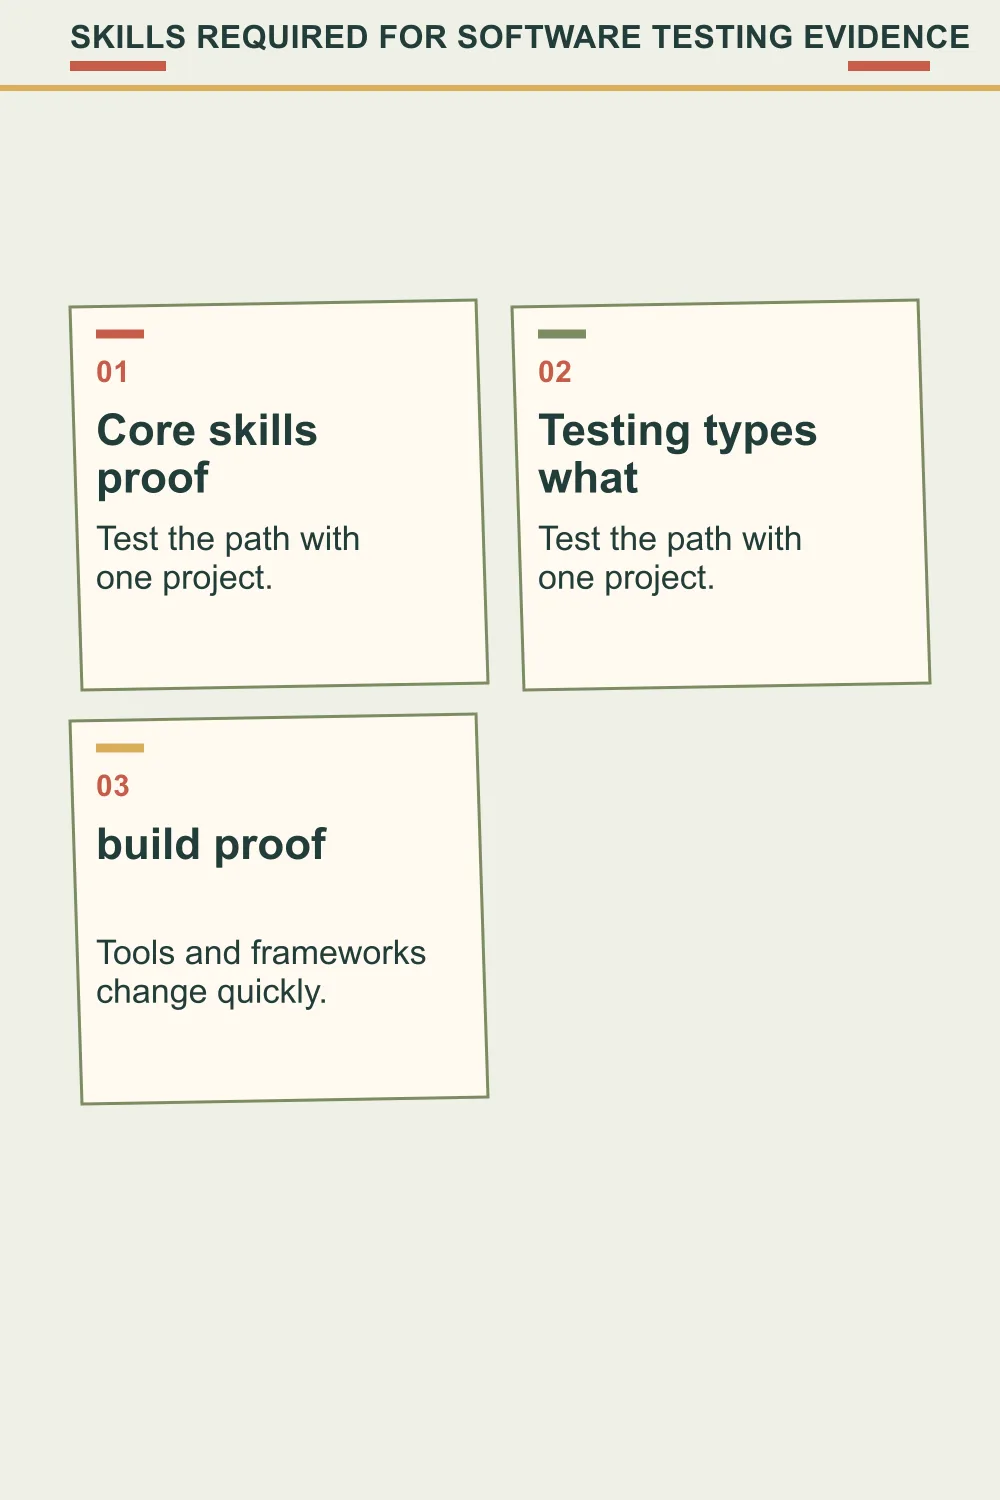 SKILLS REQUIRED FOR SOFTWARE TESTING EVIDENCE
01
Core skills
proof
Test the path with
one project.
02
Testing types
what
Test the path with
one project.
03
build proof
Tools and frameworks
change quickly.